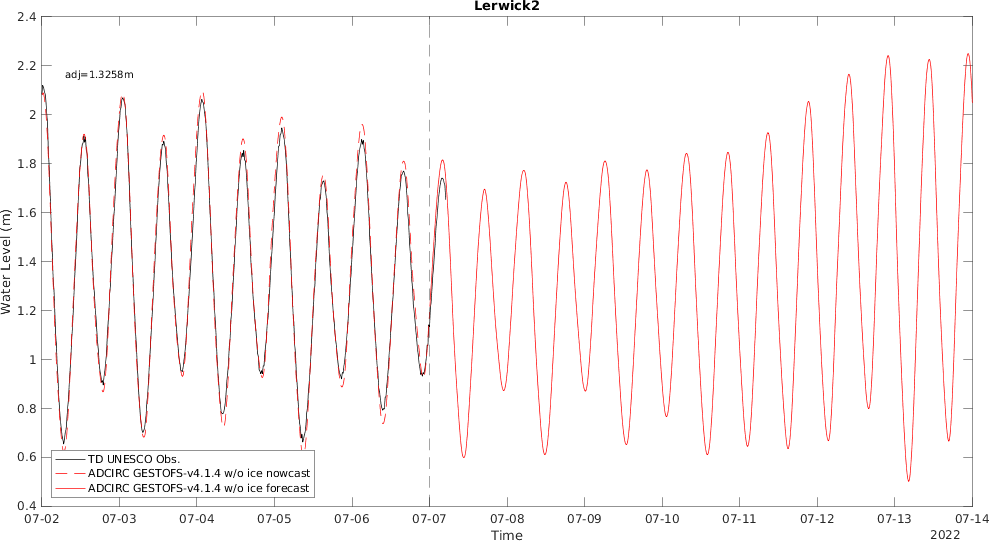 Lerwick2
2.4
2.2
2
1.8
1.6
1.4
1.2
1
0.8
0.6
0.4
Water Level (m)
adj=1.3258m
TD UNESCO Obs.
ADCIRC GESTOFS-v4.1.4 w/o ice nowcast
ADCIRC GESTOFS-v4.1.4 w/o ice forecast
07-02 07-03 07-04 07-05 07-06 07-07 07-08 07-09 07-10 07-11 07-12 07-13 07-14
Time
2022